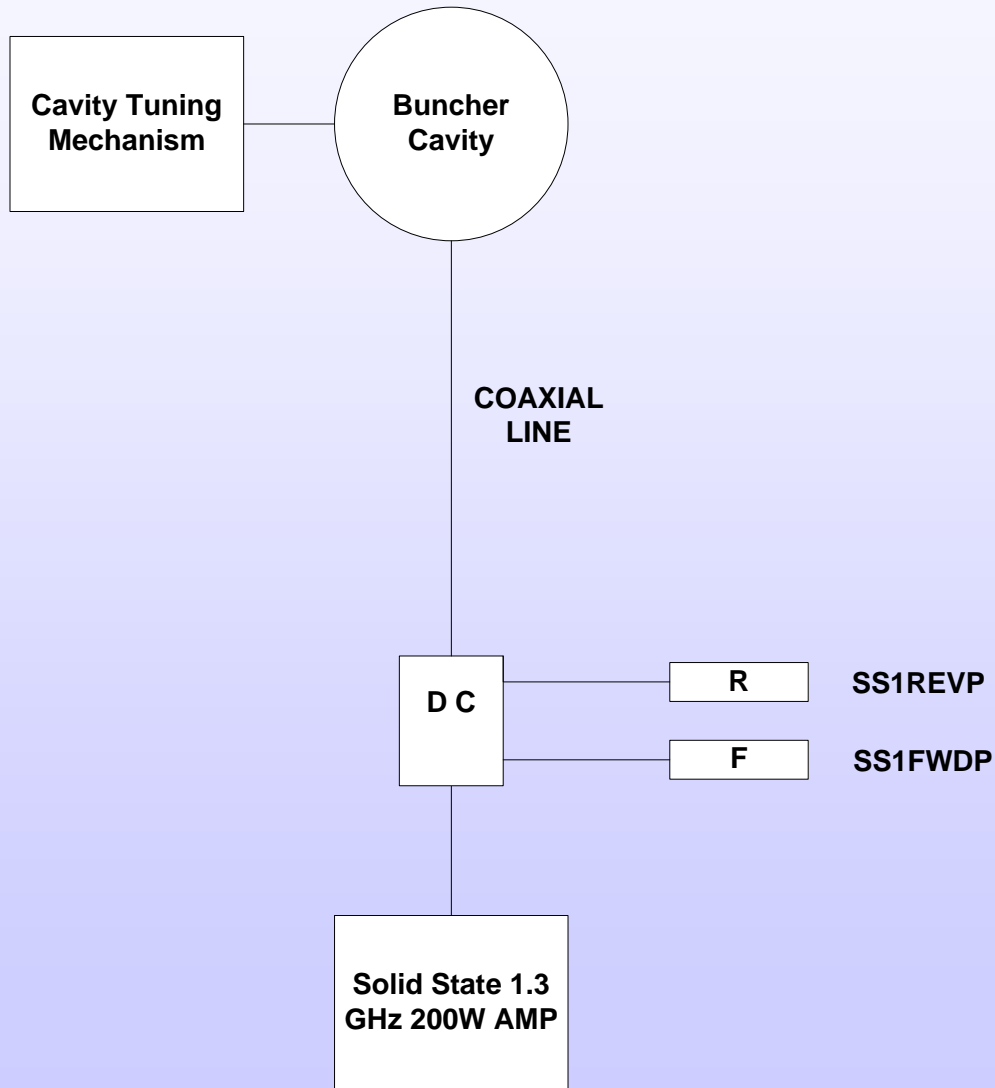 Cavity Tuning
Mechanism
Buncher
Cavity
COAXIAL
LINE
D C
R
SS1REVP
F
SS1FWDP
Solid State 1.3
GHz 200W AMP